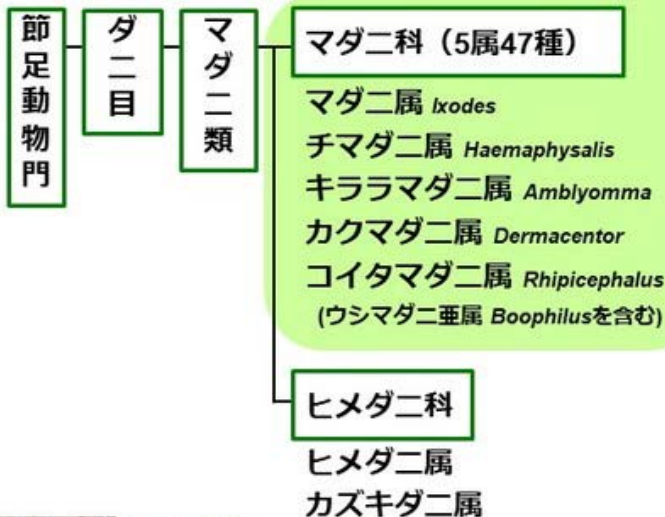 節足動物門
ダニ目
マダニ類
マダニ科（5属47種）
マダニ属 Ixodes
チマダニ属 Haemaphysalis
キララマダニ属 Amblyomma
カクマダニ属 Dermacentor
コイタマダニ属 Rhipicephalus
(ウシマダニ亜属 Boophilusを含む)
ヒメダニ科
ヒメダニ属
カズキダニ属